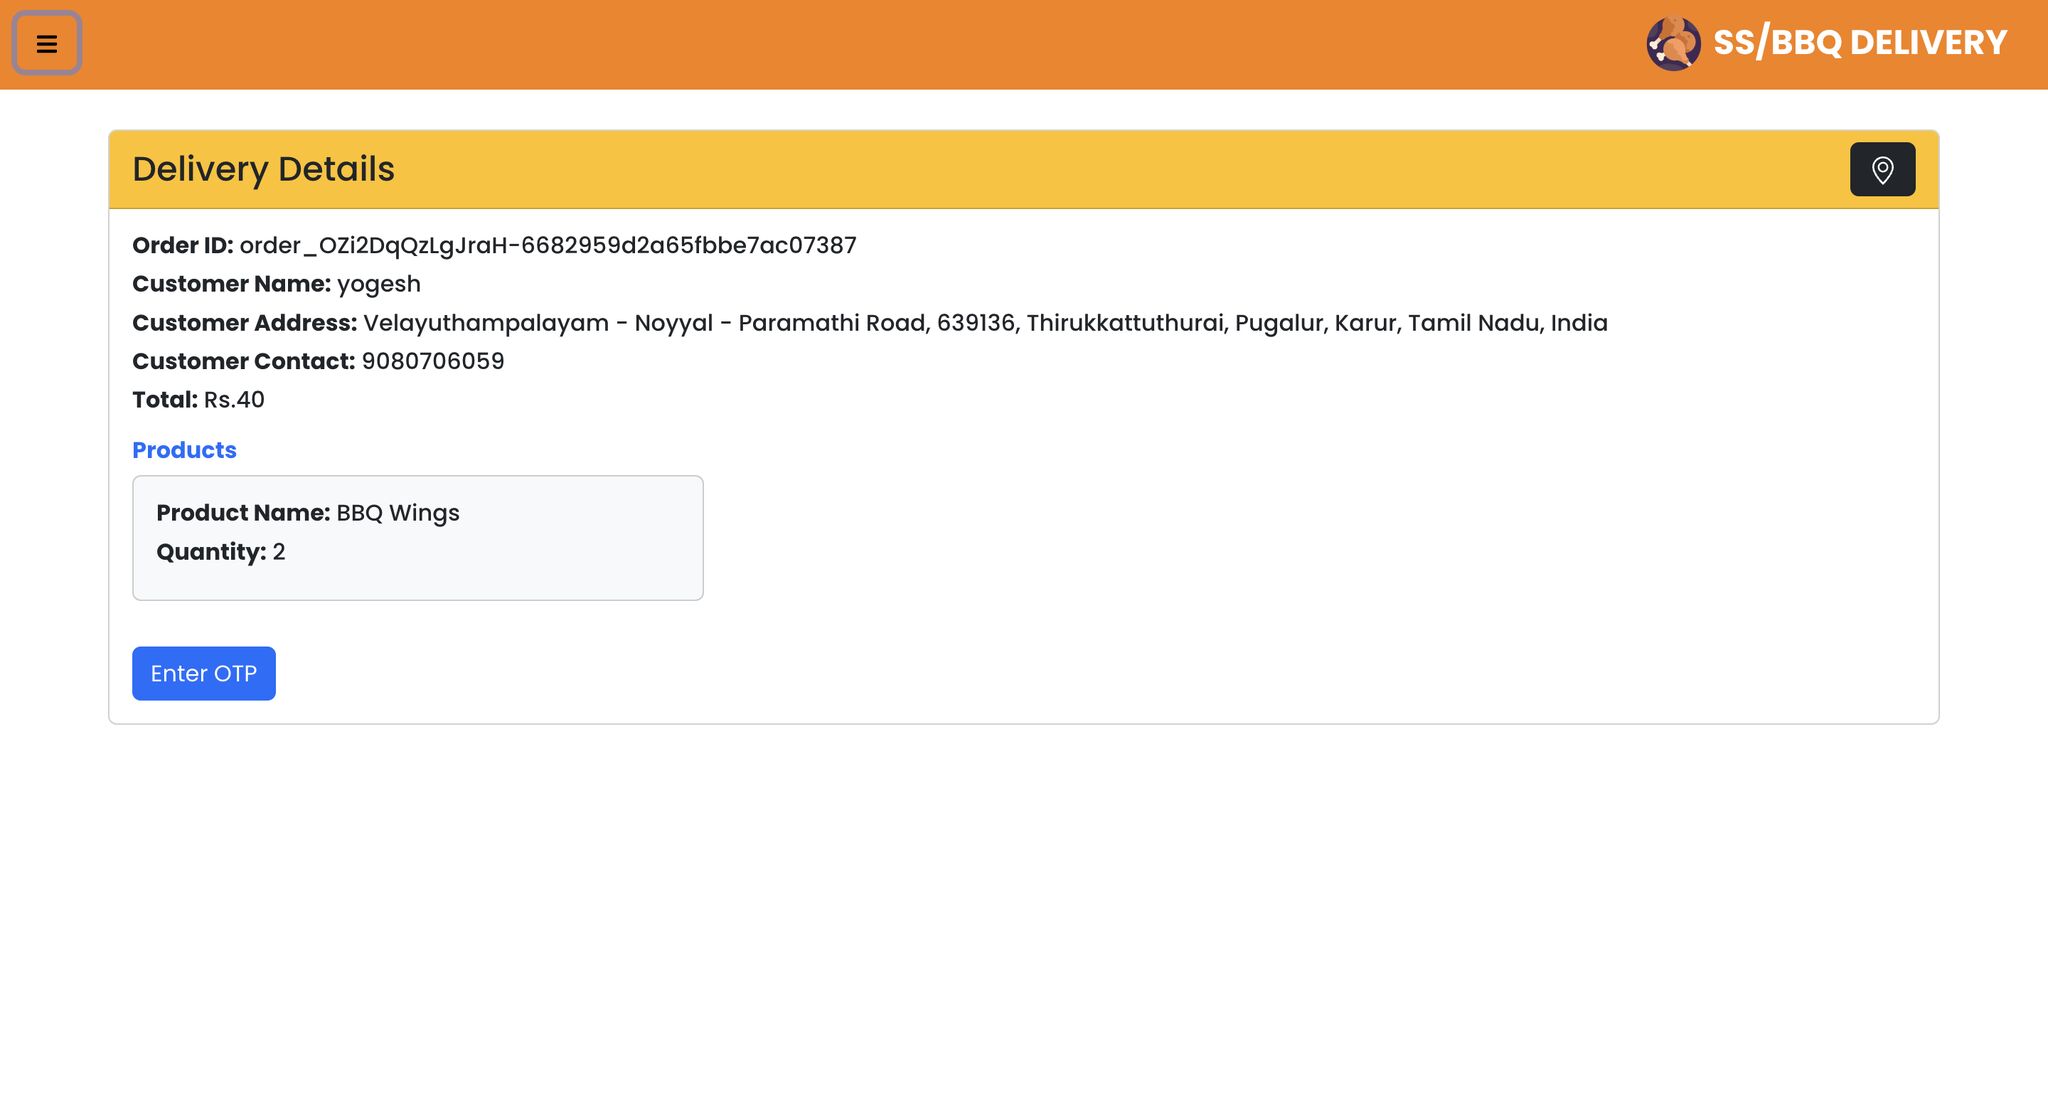 SS/BBQ DELIVERY
Delivery Details
Order ID: order_OZi2DqQzLgJraH-6682959d2a65fbbe7ac07387
Customer Name: yogesh
Customer Address: Velayuthampalayam - Noyyal - Paramathi Road, 639136, Thirukkattuthurai, Pugalur, Karur, Tamil Nadu, India
Customer Contact: 9080706059
Total: Rs.40
Products
Product Name: BBQ Wings
Quantity: 2
Enter OTP